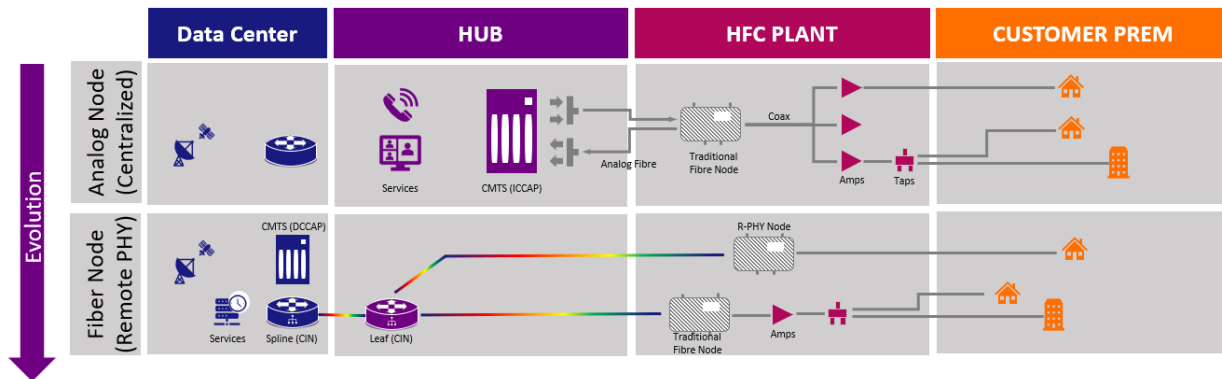 Data Center
HUB
HFC PLANT
CUSTOMER PREM
Evolution
Analog Node
(Centralized)
Services
CMTS (ICCAP)
Analog Fibre
Traditional
Fibre Node
Coax
Amps
Taps
Fiber Node
(Remote PHY)
CMTS (DCCAP)
Services
Spline (CIN)
Leaf (CIN)
R-PHY Node
Traditional
Fibre Node
Amps